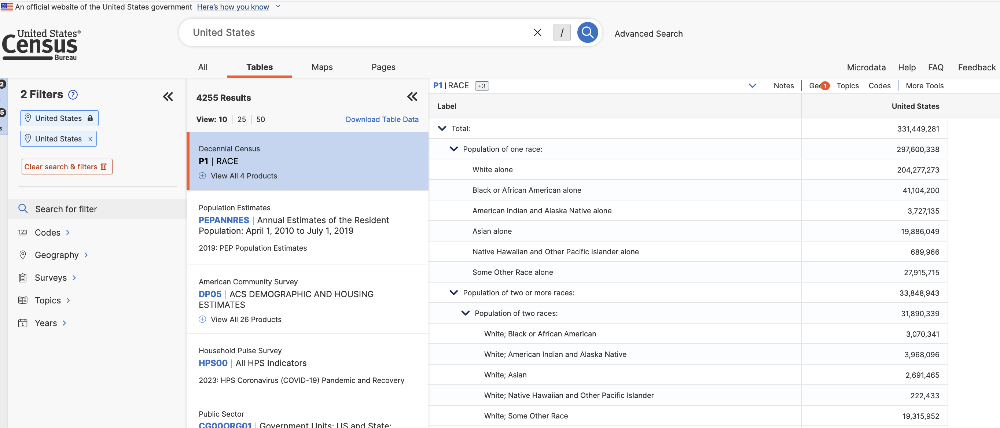 An official website of the United States government Here's how you know
United States®
Census
Bureau
United States
/
Advanced Search
All Tables Maps Pages
Microdata Help FAQ Feedback
2
5
s
2 Filters ?
United States
United States ×
Clear search & filters
Search for filter
123 Codes
Geography
Surveys
Topics
1 Years
4255 Results
View: 10 25 50 Download Table Data
Decennial Census
P1 | RACE
View All 4 Products
Population Estimates
PEPANNRES | Annual Estimates of the Resident
Population: April 1, 2010 to July 1, 2019
2019: PEP Population Estimates
American Community Survey
DP05 | ACS DEMOGRAPHIC AND HOUSING
ESTIMATES
View All 26 Products
Household Pulse Survey
HPS00 | All HPS Indicators
2023: HPS Coronavirus (COVID-19) Pandemic and Recovery
Public Sector
CG00ORG01 | Government Units: US and State:
P1 | RACE +3 Notes Geo 1 Topics Codes More Tools
Label United States
Total: 331,449,281
Population of one race: 297,600,338
White alone 204,277,273
Black or African American alone 41,104,200
American Indian and Alaska Native alone 3,727,135
Asian alone 19,886,049
Native Hawaiian and Other Pacific Islander alone 689,966
Some Other Race alone 27,915,715
Population of two or more races: 33,848,943
Population of two races: 31,890,339
White; Black or African American 3,070,341
White; American Indian and Alaska Native 3,968,096
White; Asian 2,691,465
White; Native Hawaiian and Other Pacific Islander 222,433
White; Some Other Race 19,315,952